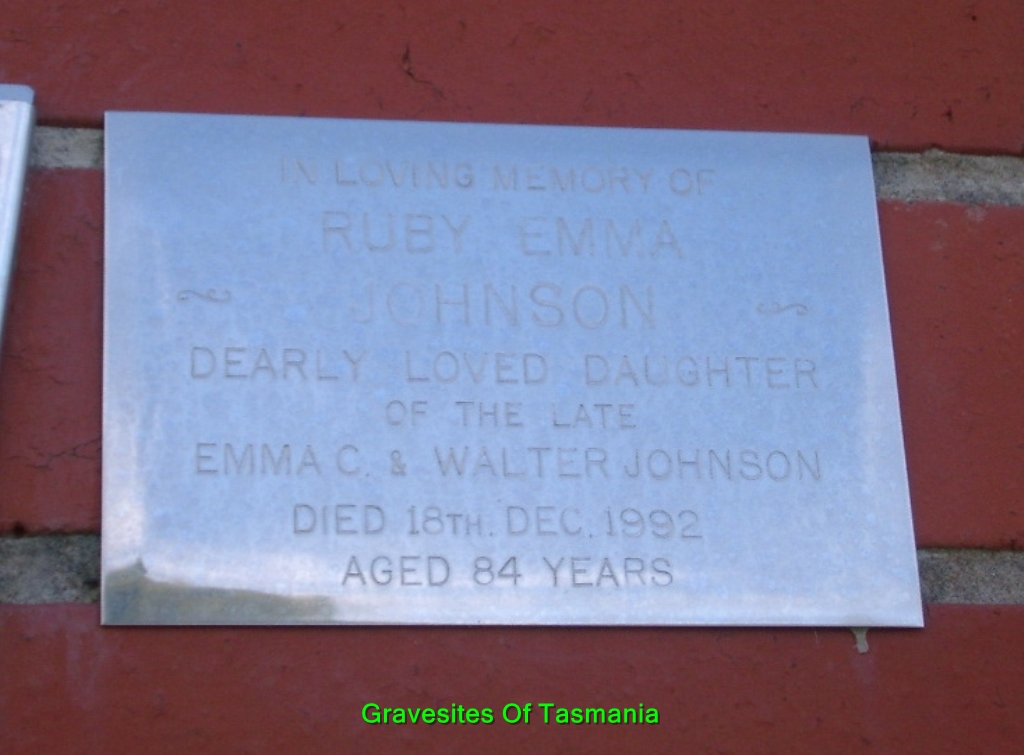 IN LOVING MEMORY OF
RUBY EMMA
JOHNSON
DEARLY LOVED DAUGHTER
OF THE LATE
EMMA C. & WALTER JOHNSON
DIED 18TH. DEC. 1992
AGED 84 YEARS
Gravesites Of Tasmania